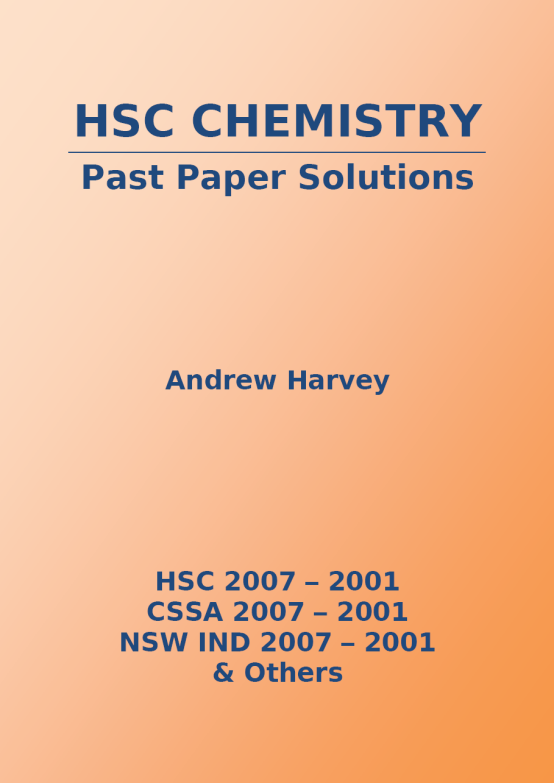 HSC CHEMISTRY
Past Paper Solutions
Andrew Harvey
HSC 2007 – 2001
CSSA 2007 – 2001
NSW IND 2007 – 2001
& Others